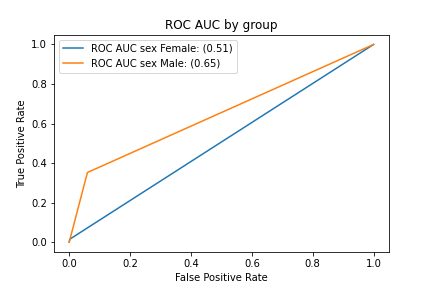 ROC AUC by group
ROC AUC sex Female: (0.51)
ROC AUC sex Male: (0.65)
True Positive Rate
1.0
0.8
0.6
0.4
0.2
0.0
0.0 0.2 0.4 0.6 0.8 1.0
False Positive Rate